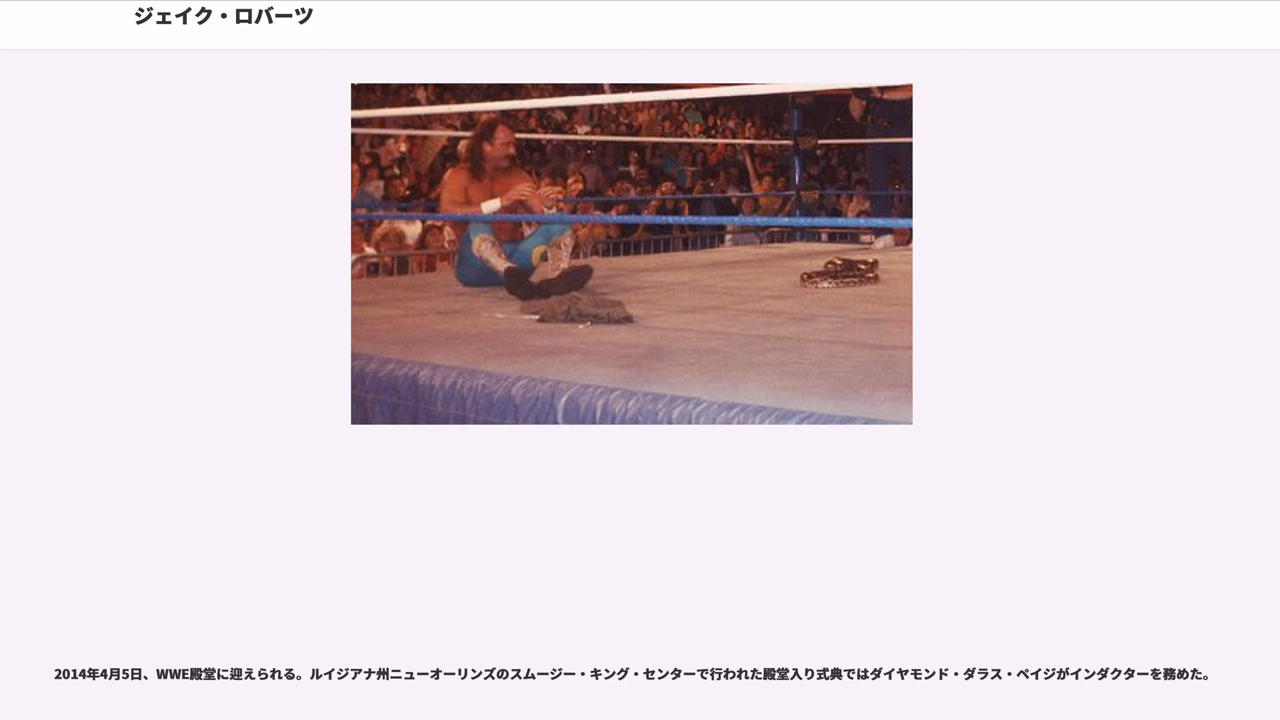 ジェイク・ロバーツ
2014年4月5日、WWE殿堂に迎えられる。ルイジアナ州ニューオーリンズのスムージー・キング・センターで行われた殿堂入り式典ではダイヤモンド・ダラス・ペイジがインダクターを務めた。